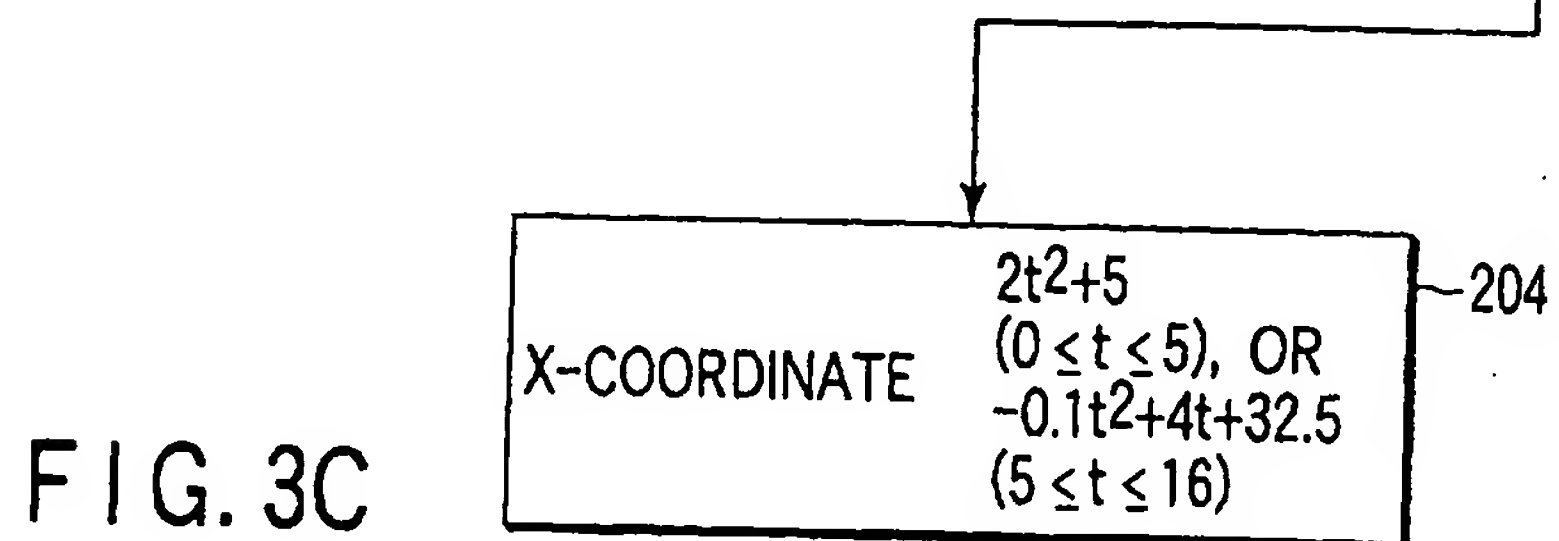 2t²+5
204
(0 ≤ t ≤ 5), OR
X-COORDINATE
-0.1t²+4t+32.5
(5 ≤ t ≤ 16)
FIG. 3C